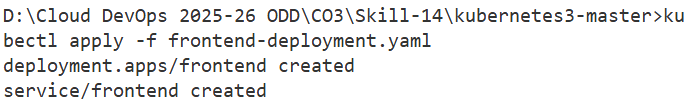 D:\Cloud DevOps 2025-26 ODD\CO3\Skill-14\kubernetes3-master>ku
bectl apply -f frontend-deployment.yaml
deployment.apps/frontend created
service/frontend created